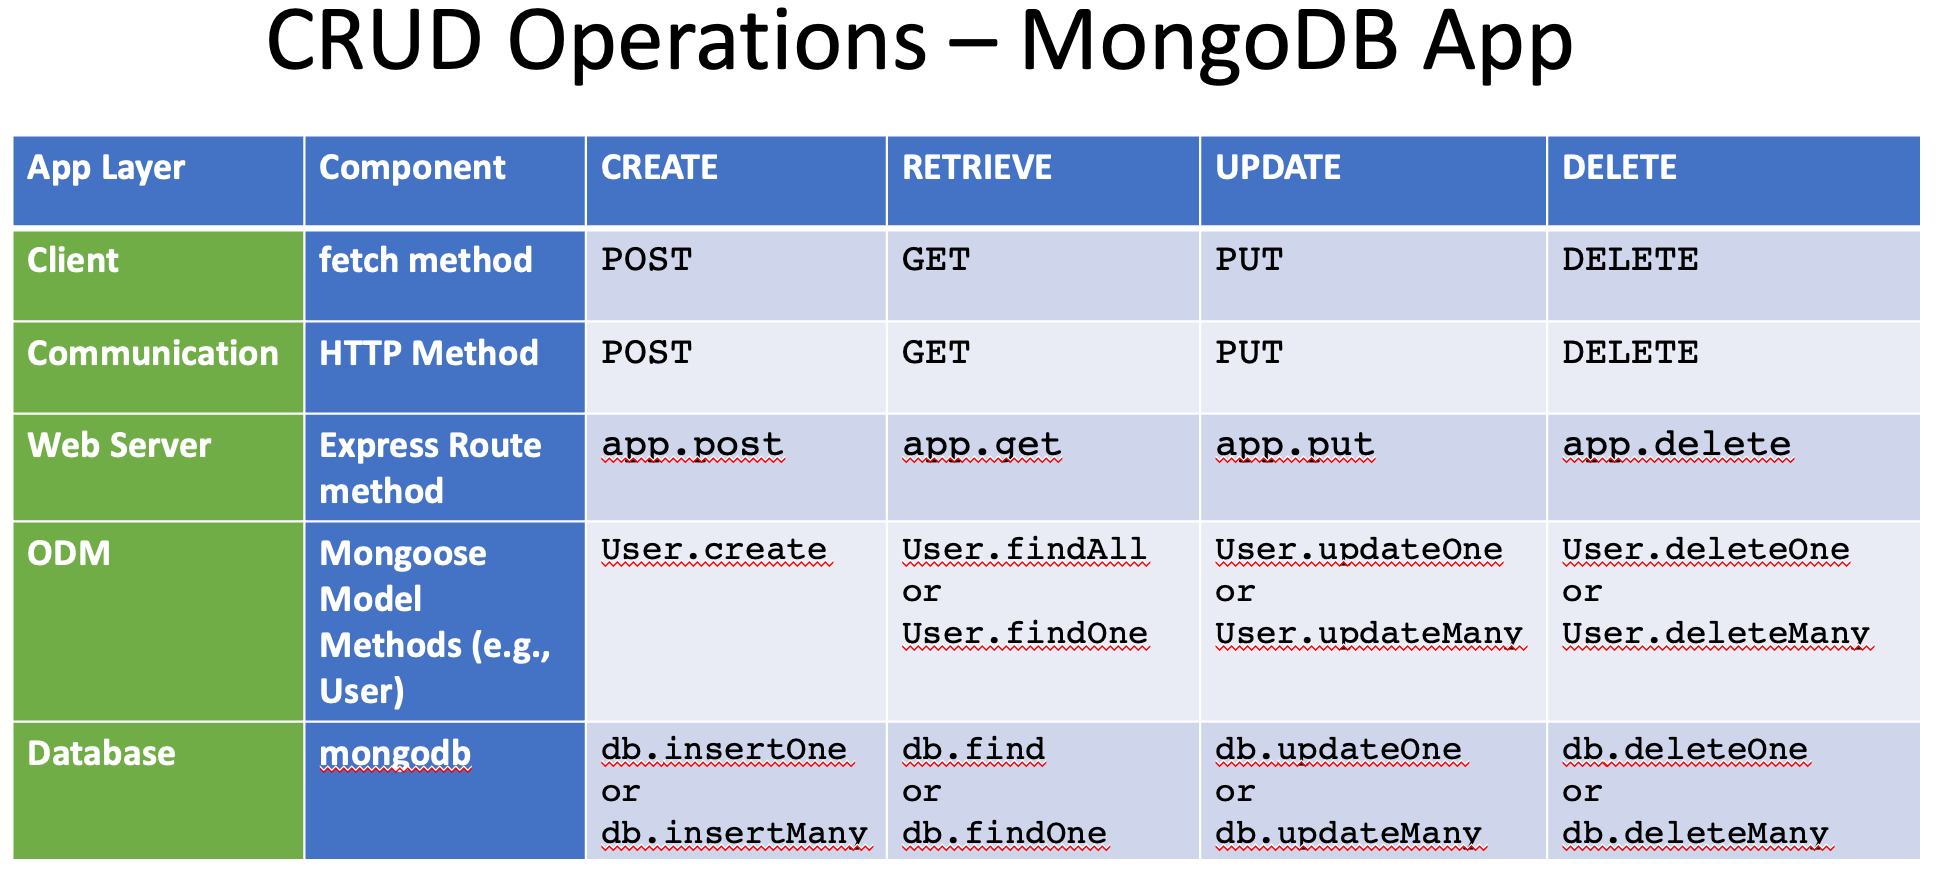 CRUD Operations – MongoDB App
App Layer
Component
CREATE
RETRIEVE
UPDATE
DELETE
Client
fetch method
POST
GET
PUT
DELETE
Communication
HTTP Method
POST
GET
PUT
DELETE
Web Server
Express Route
method
app.post
app.get
app.put
app.delete
ODM
Mongoose
Model
Methods (e.g.,
User)
User.create
User.findAll
or
User.findOne
User.updateOne
or
User.updateMany
User.deleteOne
or
User.deleteMany
Database
mongodb
db.insertOne
or
db.insertMany
db.find
or
db.findOne
db.updateOne
or
db.updateMany
db.deleteOne
or
db.deleteMany